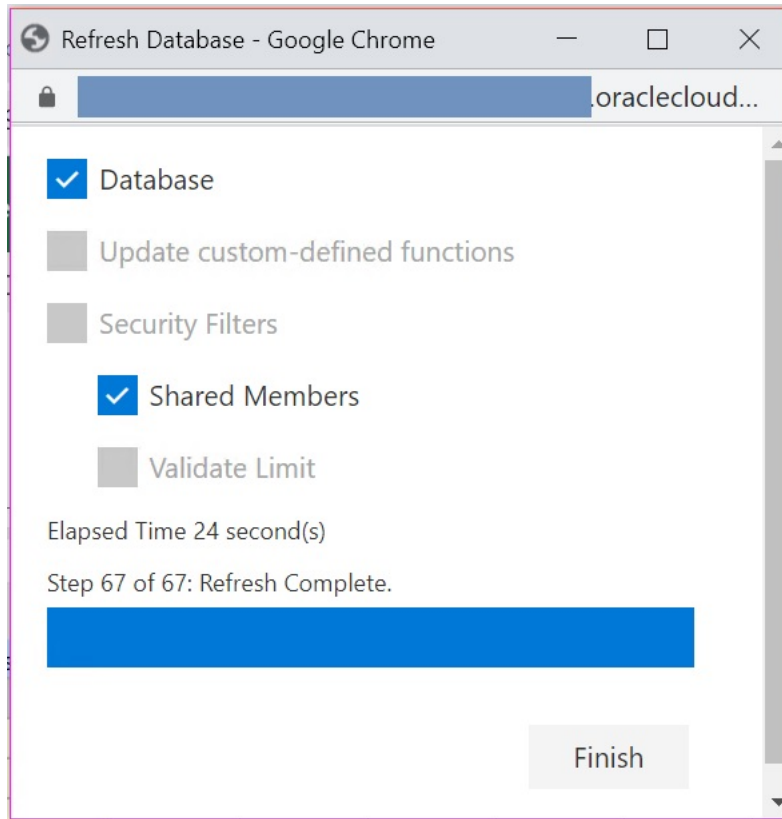 Refresh Database - Google Chrome
.oraclecloud...
Database
Update custom-defined functions
Security Filters
Shared Members
Validate Limit
Elapsed Time 24 second(s)
Step 67 of 67: Refresh Complete.
Finish